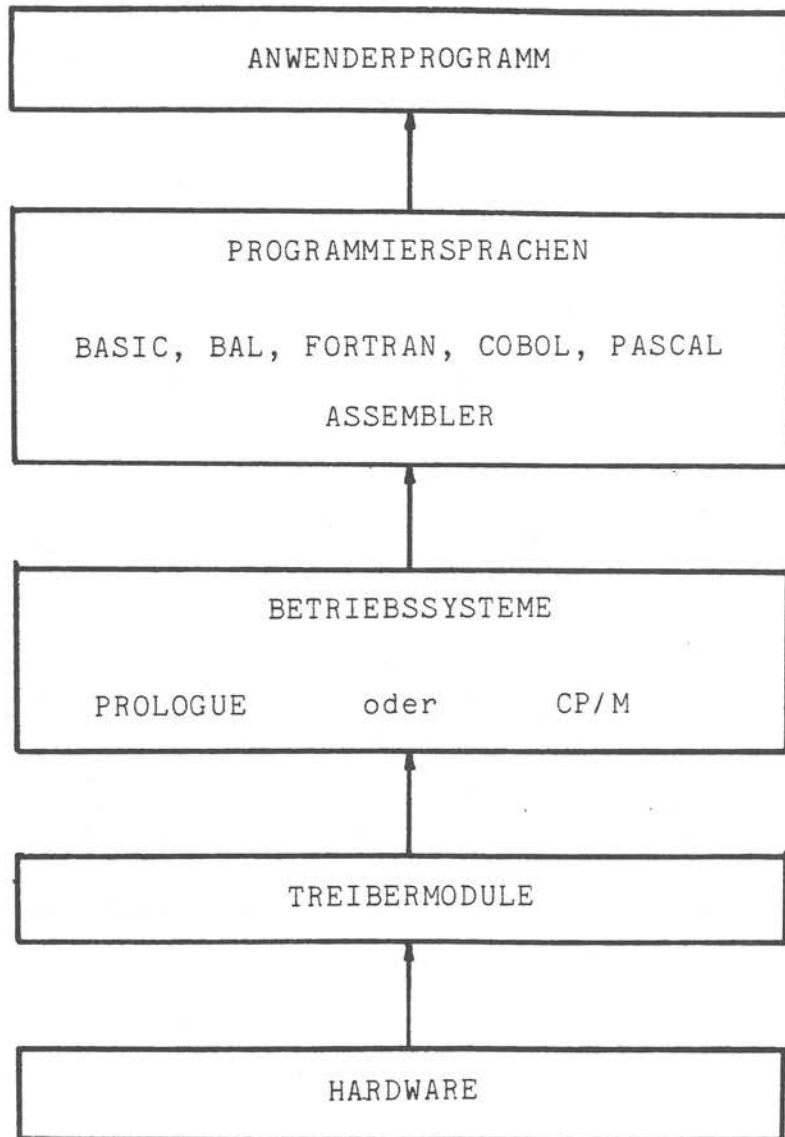 ANWENDERPROGRAMM
PROGRAMMIERSPRACHEN
BASIC, BAL, FORTRAN, COBOL, PASCAL
ASSEMBLER
BETRIEBSSYSTEME
PROLOGUE oder CP/M
TREIBERMODULE
HARDWARE